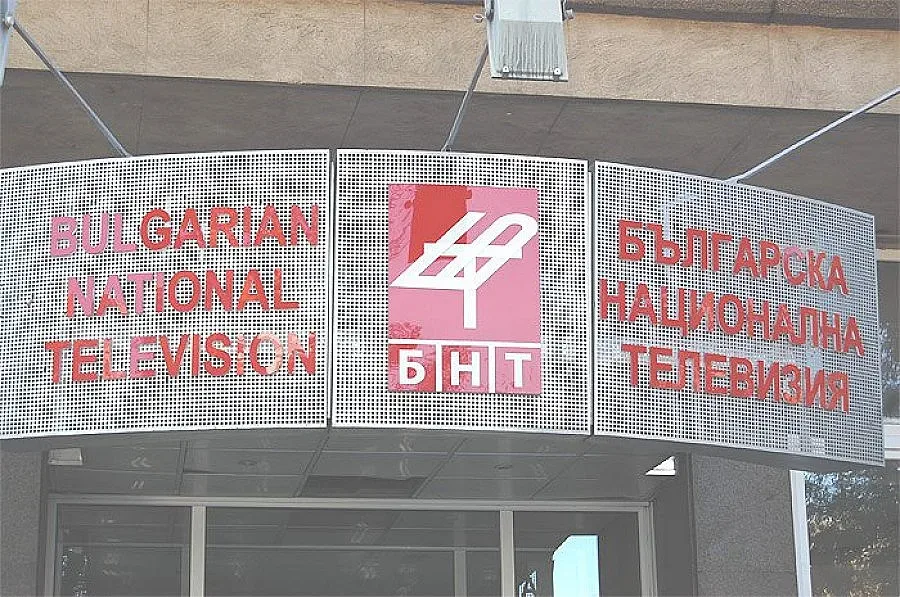 BULGARIAN
NATIONAL
TELEVISION
БНТ
БЪЛГАРСКА
НАЦИОНАЛНА
ТЕЛЕВИЗИЯ